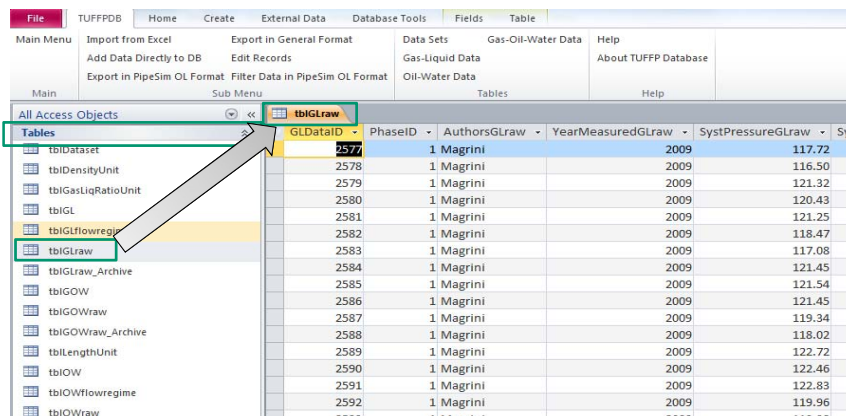 File TUFFPDB Home Create External Data Database Tools Fields Table
Main Menu Import from Excel Export in General Format Data Sets Gas-Oil-Water Data Help
Add Data Directly to DB Edit Records Gas-Liquid Data About TUFFP Database
Export in PipeSim OL Format Filter Data in PipeSim OL Format Oil-Water Data
Main Sub Menu Tables Help
All Access Objects « tblGLraw
Tables GLDataID PhaseID AuthorsGLraw YearMeasuredGLraw SystPressureGLraw
tblDataset 2577 1 Magrini 2009 117.72
tblDensityUnit 2578 1 Magrini 2009 116.50
tblGasLiqRatioUnit 2579 1 Magrini 2009 121.32
tblGL 2580 1 Magrini 2009 120.43
2581 1 Magrini 2009 121.25
tblGLflowregime 2582 1 Magrini 2009 118.47
tblGLraw 2583 1 Magrini 2009 117.08
tblGLraw_Archive 2584 1 Magrini 2009 121.45
tblGOW 2585 1 Magrini 2009 121.54
tblGOWraw 2586 1 Magrini 2009 121.45
2587 1 Magrini 2009 119.34
tblGOWraw_Archive 2588 1 Magrini 2009 118.02
tblLengthUnit 2589 1 Magrini 2009 122.72
tblOW 2590 1 Magrini 2009 122.46
tblOWflowregime 2591 1 Magrini 2009 122.83
tblOWraw 2592 1 Magrini 2009 119.96